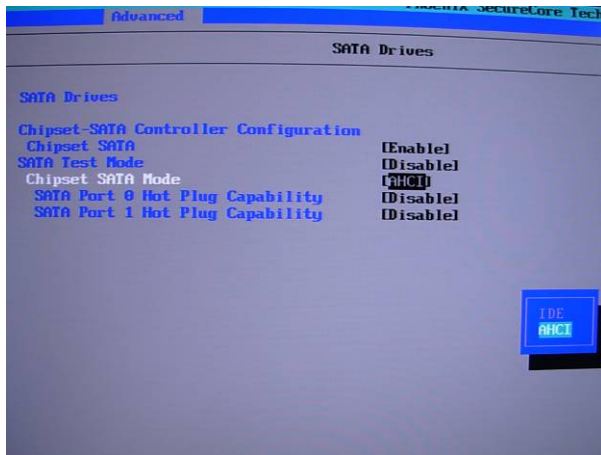 Phoenix SecureCore Tech
Advanced
SATA Drives
SATA Drives
Chipset-SATA Controller Configuration
Chipset SATA [Enable]
SATA Test Mode [Disable]
Chipset SATA Mode [AHCI]
SATA Port 0 Hot Plug Capability [Disable]
SATA Port 1 Hot Plug Capability [Disable]
IDE
AHCI